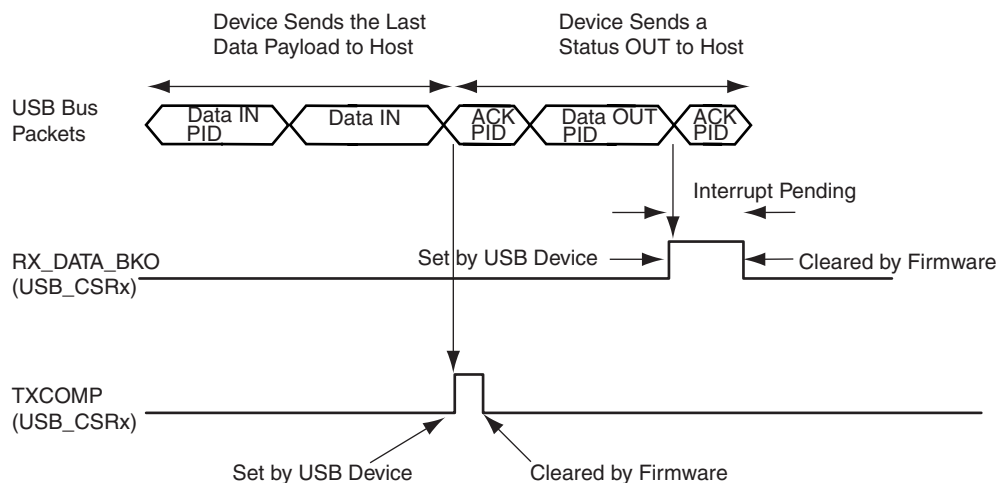 Device Sends the Last
Data Payload to Host
Device Sends a
Status OUT to Host
USB Bus
Packets
Data IN
PID
Data IN
ACK
PID
Data OUT
PID
ACK
PID
Interrupt Pending
RX_DATA_BKO
(USB_CSRx)
Set by USB Device
Cleared by Firmware
TXCOMP
(USB_CSRx)
Set by USB Device
Cleared by Firmware